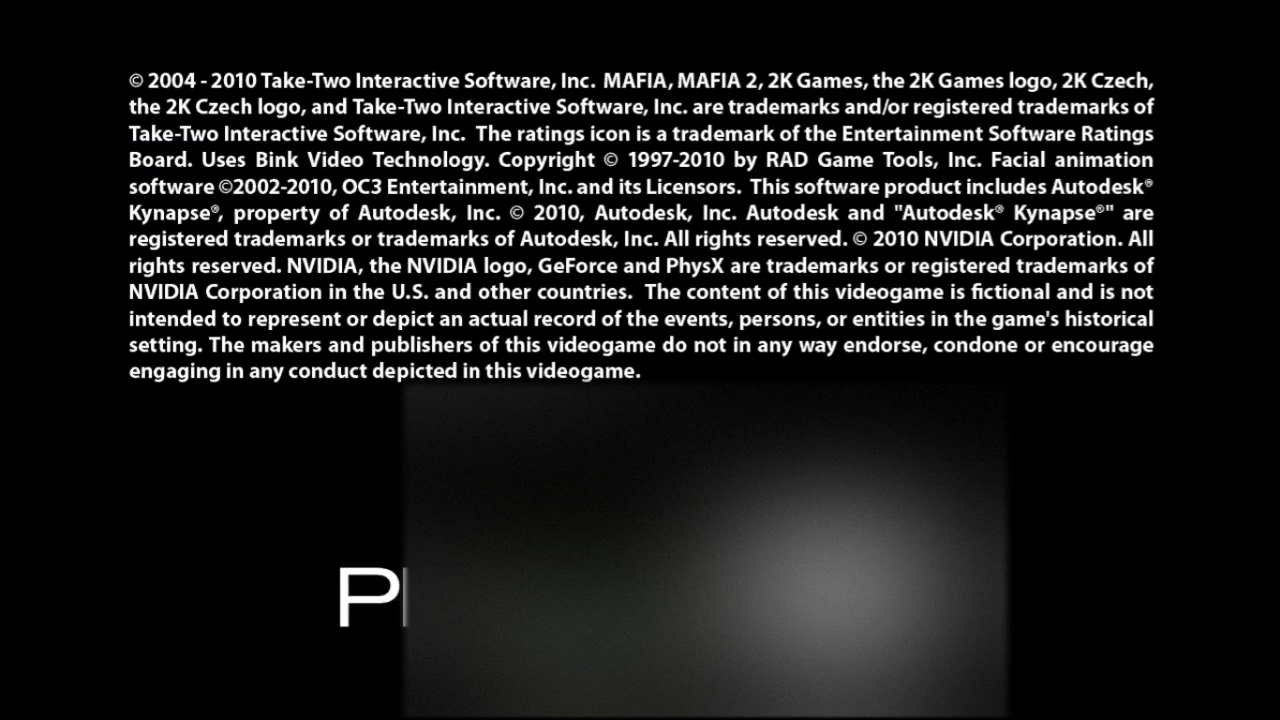 © 2004 - 2010 Take-Two Interactive Software, Inc.  MAFIA, MAFIA 2, 2K Games, the 2K Games logo, 2K Czech,
the 2K Czech logo, and Take-Two Interactive Software, Inc. are trademarks and/or registered trademarks of
Take-Two Interactive Software, Inc.  The ratings icon is a trademark of the Entertainment Software Ratings
Board. Uses Bink Video Technology. Copyright © 1997-2010 by RAD Game Tools, Inc. Facial animation
software ©2002-2010, OC3 Entertainment, Inc. and its Licensors.  This software product includes Autodesk®
Kynapse®, property of Autodesk, Inc. © 2010, Autodesk, Inc. Autodesk and "Autodesk® Kynapse®" are
registered trademarks or trademarks of Autodesk, Inc. All rights reserved. © 2010 NVIDIA Corporation. All
rights reserved. NVIDIA, the NVIDIA logo, GeForce and PhysX are trademarks or registered trademarks of
NVIDIA Corporation in the U.S. and other countries.  The content of this videogame is fictional and is not
intended to represent or depict an actual record of the events, persons, or entities in the game's historical
setting. The makers and publishers of this videogame do not in any way endorse, condone or encourage
engaging in any conduct depicted in this videogame.